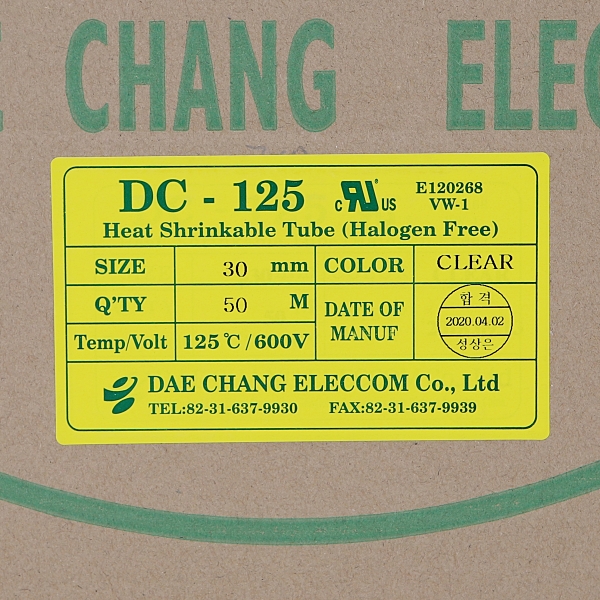 E CHANG ELEC
DC - 125 c RU US E120268
VW-1
Heat Shrinkable Tube (Halogen Free)
SIZE 30 mm COLOR CLEAR
Q'TY 50 M
DATE OF MANUF
합 격
2020.04.02
성상은
Temp/Volt 125℃/600V
DAE CHANG ELECCOM Co., Ltd
TEL:82-31-637-9930 FAX:82-31-637-9939